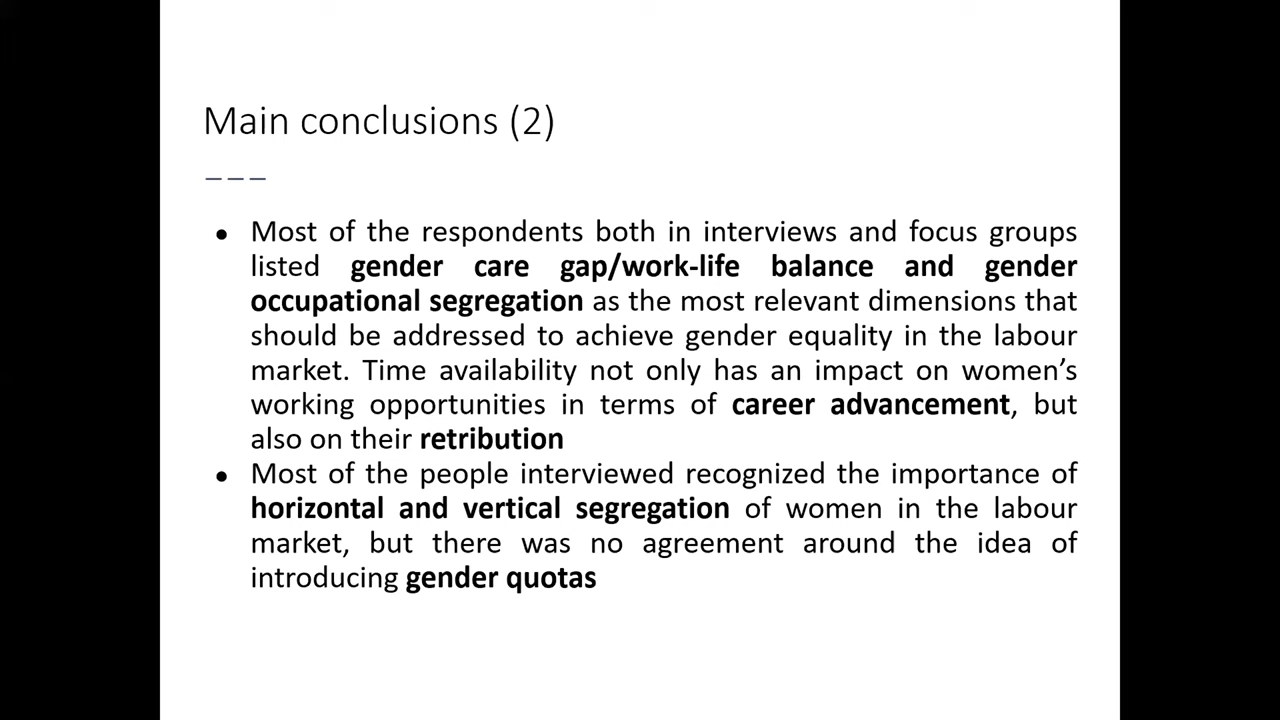 Main conclusions (2)
● Most of the respondents both in interviews and focus groups
listed gender care gap/work-life balance and gender
occupational segregation as the most relevant dimensions that
should be addressed to achieve gender equality in the labour
market. Time availability not only has an impact on women’s
working opportunities in terms of career advancement, but
also on their retribution
● Most of the people interviewed recognized the importance of
horizontal and vertical segregation of women in the labour
market, but there was no agreement around the idea of
introducing gender quotas